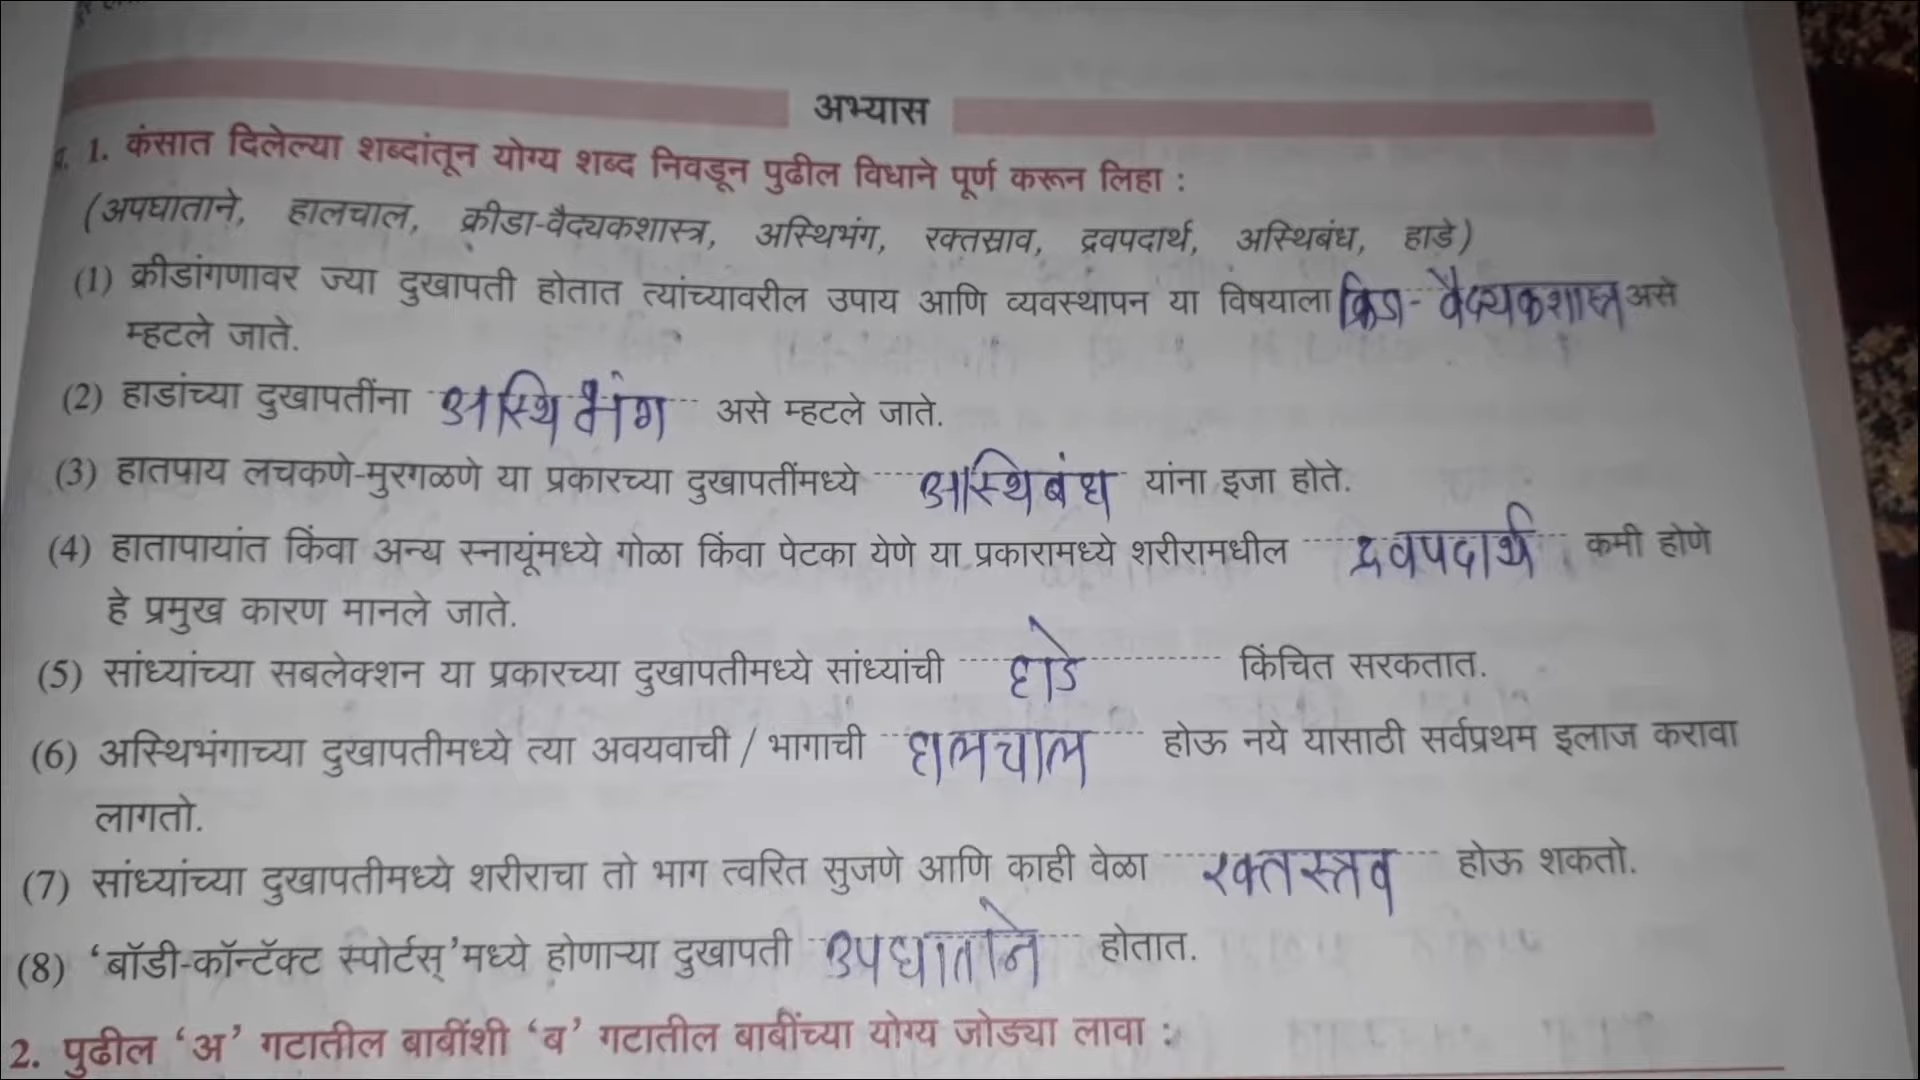 अभ्यास
1. कंसात दिलेल्या शब्दांतून योग्य शब्द निवडून पुढील विधाने पूर्ण करून लिहा :
(अपघाताने, हालचाल, क्रीडा-वैद्यकशास्त्र, अस्थिभंग, रक्तस्राव, द्रवपदार्थ, अस्थिबंध, हाडे)
(1) क्रीडांगणावर ज्या दुखापती होतात त्यांच्यावरील उपाय आणि व्यवस्थापन या विषयाला क्रिडा- वैद्यकशास्त्र असे
म्हटले जाते.
(2) हाडांच्या दुखापतींना अस्थिभंग असे म्हटले जाते.
(3) हातपाय लचकणे-मुरगळणे या प्रकारच्या दुखापतींमध्ये अस्थिबंध यांना इजा होते.
(4) हातापायांत किंवा अन्य स्नायूंमध्ये गोळा किंवा पेटका येणे या प्रकारामध्ये शरीरामधील द्रवपदार्थ कमी होणे
हे प्रमुख कारण मानले जाते.
(5) सांध्यांच्या सबलेक्शन या प्रकारच्या दुखापतीमध्ये सांध्यांची हाडे किंचित सरकतात.
(6) अस्थिभंगाच्या दुखापतीमध्ये त्या अवयवाची / भागाची हालचाल होऊ नये यासाठी सर्वप्रथम इलाज करावा
लागतो.
(7) सांध्यांच्या दुखापतीमध्ये शरीराचा तो भाग त्वरित सुजणे आणि काही वेळा रक्तस्त्रव होऊ शकतो.
(8) ‘बॉडी-कॉन्टॅक्ट स्पोर्टस्’मध्ये होणाऱ्या दुखापती अपघाताने होतात.
2. पुढील ‘अ’ गटातील बाबींशी ‘ब’ गटातील बाबींच्या योग्य जोड्या लावा :